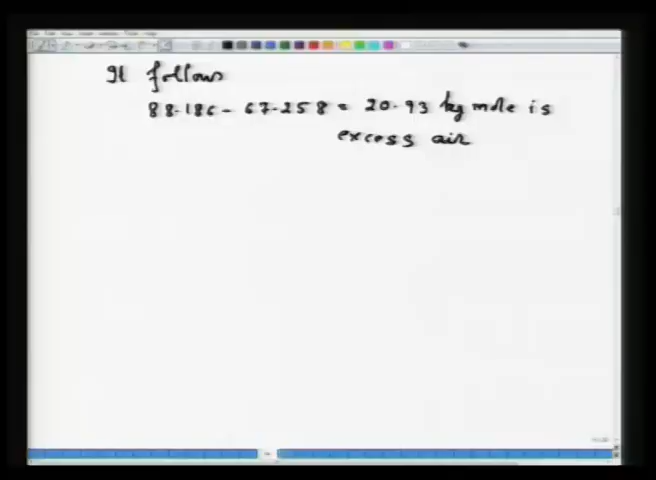 It follows
88.186 - 67.258 = 20.93 kg mole is
excess air